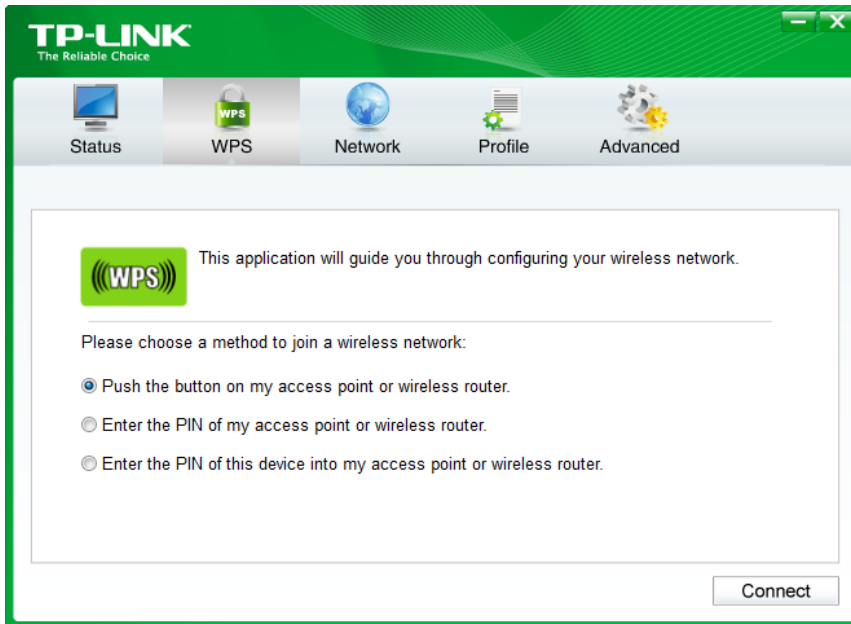 TP-LINK
The Reliable Choice
Status WPS Network Profile Advanced
WPS
(((WPS))) This application will guide you through configuring your wireless network.
Please choose a method to join a wireless network:
Push the button on my access point or wireless router.
Enter the PIN of my access point or wireless router.
Enter the PIN of this device into my access point or wireless router.
Connect